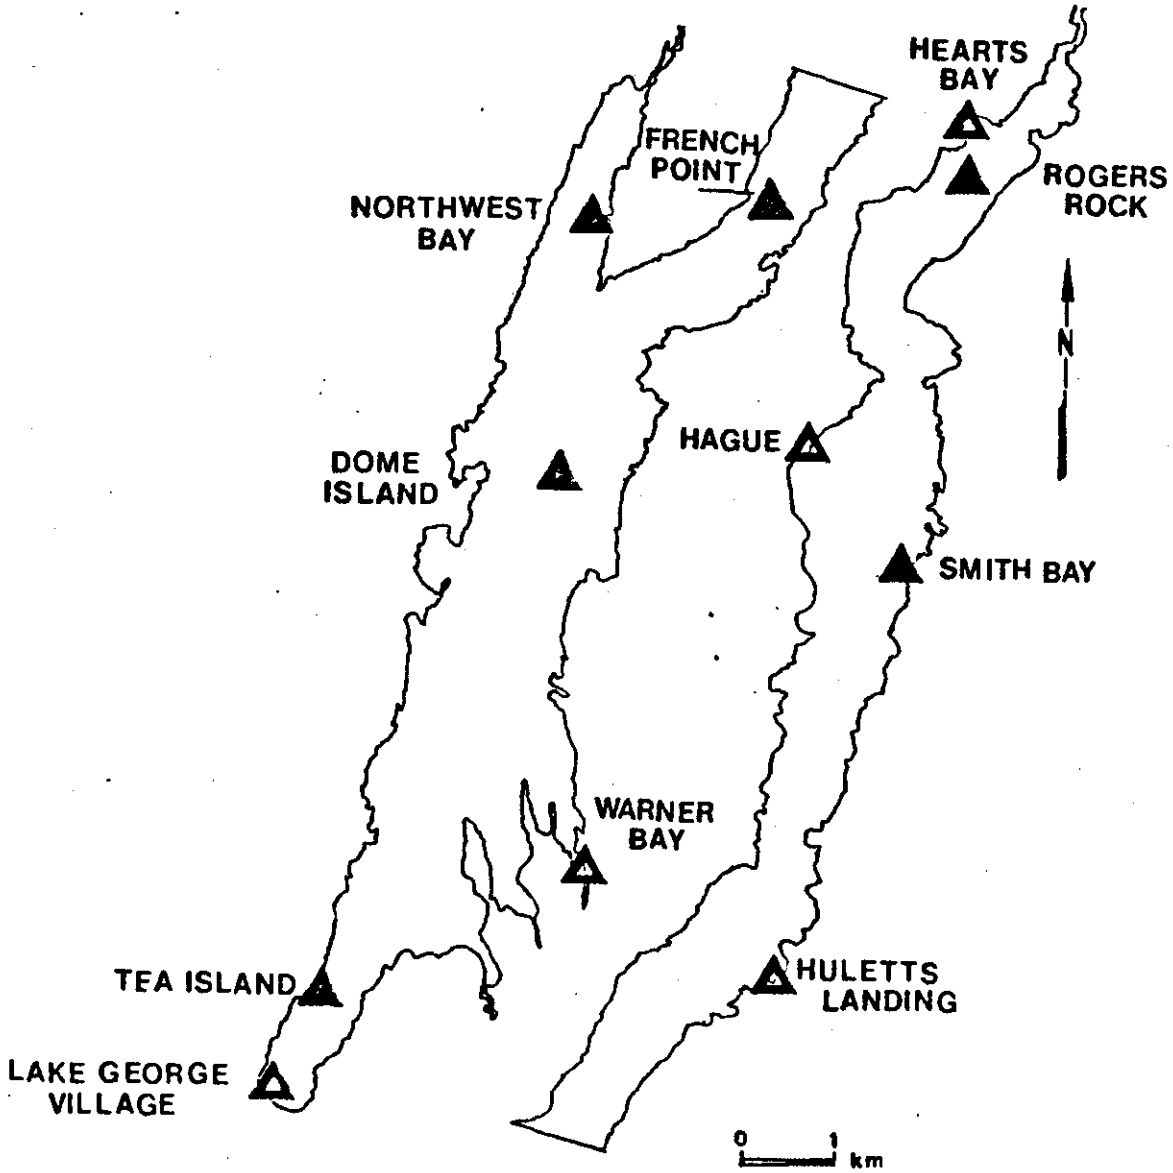 HEARTS
BAY
FRENCH
POINT
ROGERS
ROCK
NORTHWEST
BAY
N
HAGUE
DOME
ISLAND
SMITH BAY
WARNER
BAY
TEA ISLAND
HULETTS
LANDING
LAKE GEORGE
VILLAGE
0 1
km